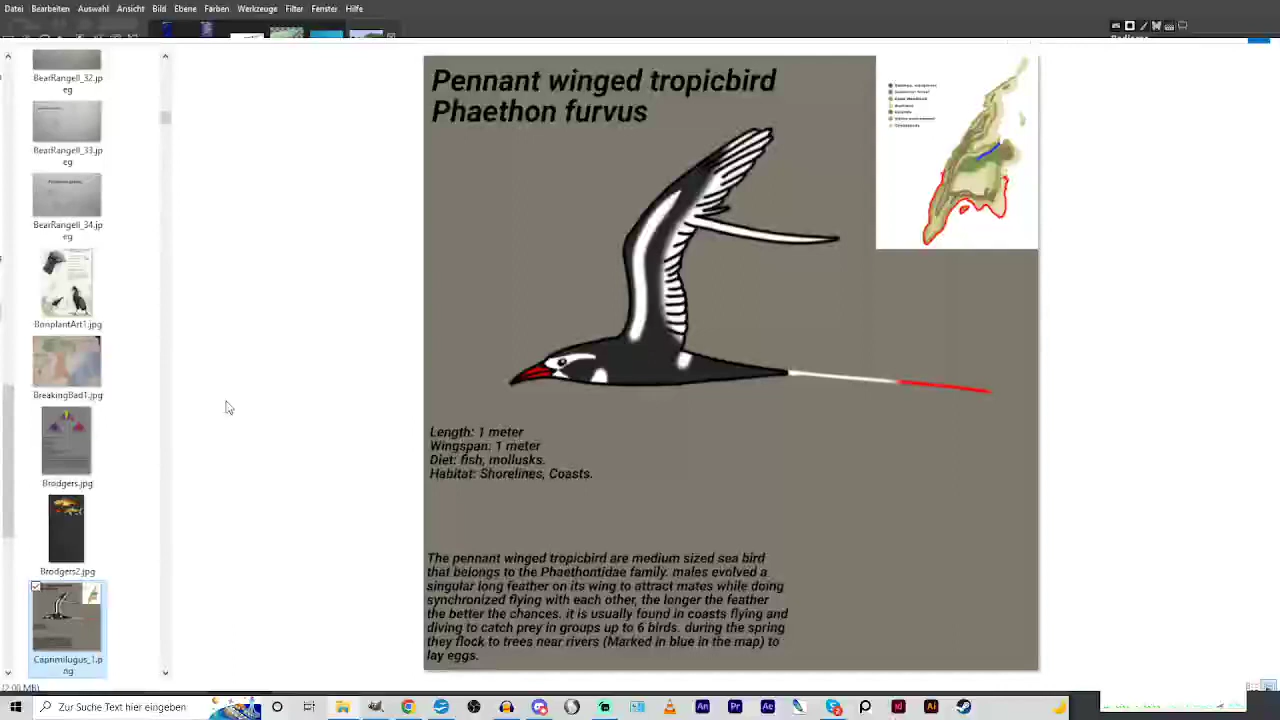 Datei Bearbeiten Auswahl Ansicht Bild Ebene Farben Werkzeuge Filter Fenster Hilfe
BearRangell_32.jp
eg
BearRangell_33.jp
eg
BearRangell_34.jp
eg
BonplantArt1.jpg
BreakingBad1.jpg
Brodgers.jpg
Brodgers2.jpg
Caprimilugus_1.p
ng
Pennant winged tropicbird
Phaethon furvus
Length: 1 meter
Wingspan: 1 meter
Diet: fish, mollusks.
Habitat: Shorelines, Coasts.
The pennant winged tropicbird are medium sized sea bird
that belongs to the Phaethontidae family. males evolved a
singular long feather on its wing to attract mates while doing
synchronized flying with each other, the longer the feather
the better the chances. it is usually found in coasts flying and
diving to catch prey in groups up to 6 birds. during the spring
they flock to trees near rivers (Marked in blue in the map) to
lay eggs.
Zur Suche Text hier eingeben